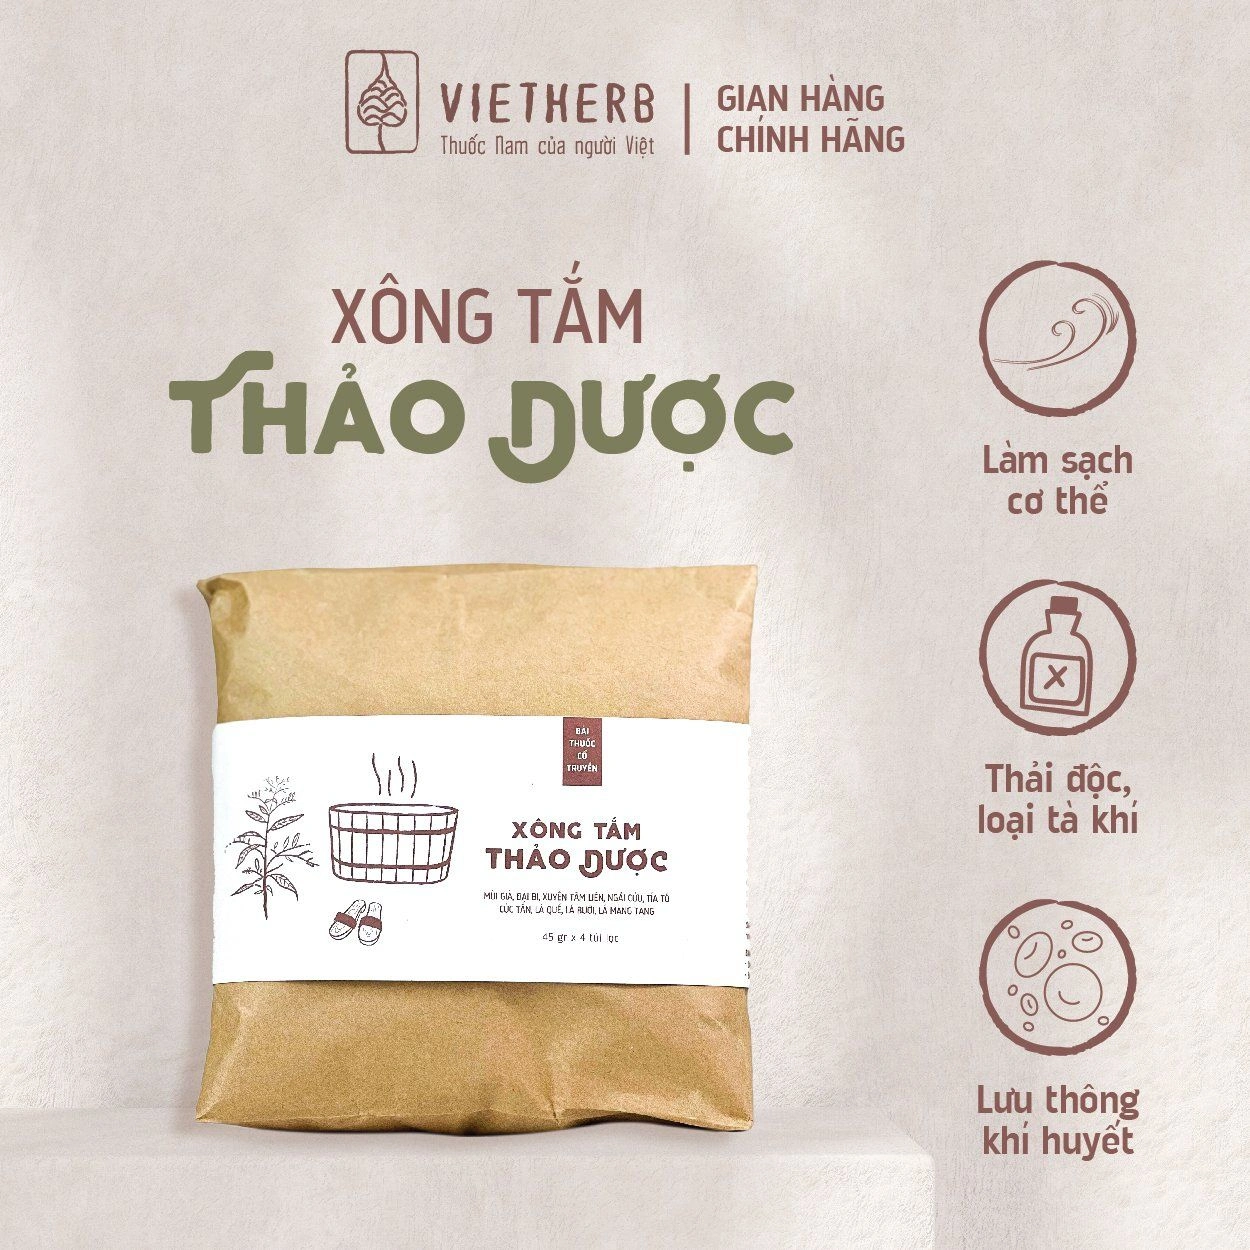 VIETHERB
Thuốc Nam của người Việt
GIAN HÀNG
CHÍNH HÃNG
XÔNG TẮM
THẢO DƯỢC
Làm sạch
cơ thể
Thải độc,
loại tà khí
Lưu thông
khí huyết
BÀI
THUỐC
CỔ
TRUYỀN
XÔNG TẮM
THẢO DƯỢC
MÙI GIÀ, ĐẠI BI, XUYÊN TÂM LIÊN, NGẢI CỨU, TÍA TÔ
CÚC TẦN, LÁ QUẾ, LÁ BƯỞI, LÁ MÀNG TANG
45 gr x 4 túi lọc